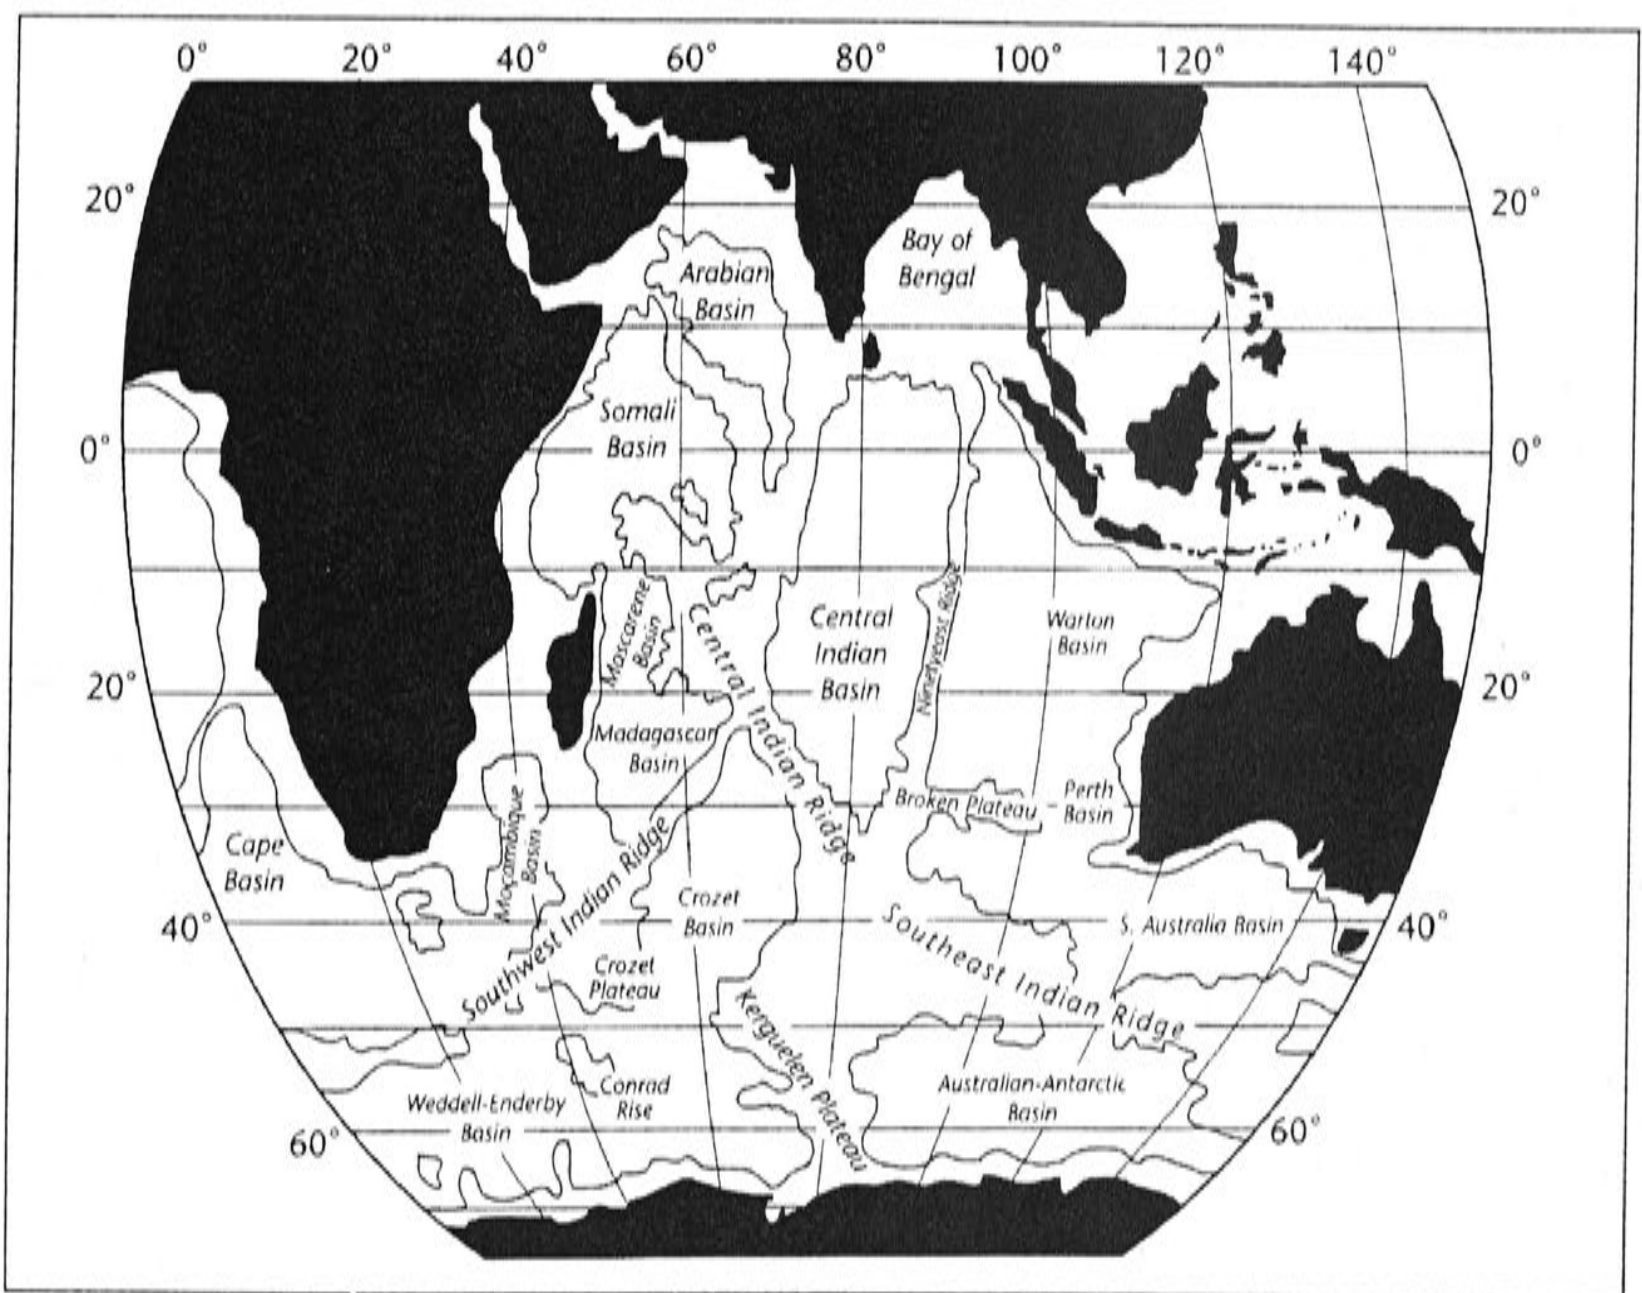 0° 20° 40° 60° 80° 100° 120° 140°
20° 20°
Bay of
Bengal
Arabian
Basin
Somali
Basin
0° 0°
Mascarene
Basin
Central Indian Ridge
Central
Indian
Basin
Ninetyeast Ridge
Warton
Basin
20° 20°
Madagascar
Basin
Broken Plateau
Perth
Basin
Moçambique
Basin
Cape
Basin
Southwest Indian Ridge
Crozet
Basin
40° 40°
S. Australia Basin
Southeast Indian Ridge
Crozet
Plateau
Kerguelen Plateau
Conrad
Rise
Weddell-Enderby
Basin
Australian-Antarctic
Basin
60° 60°